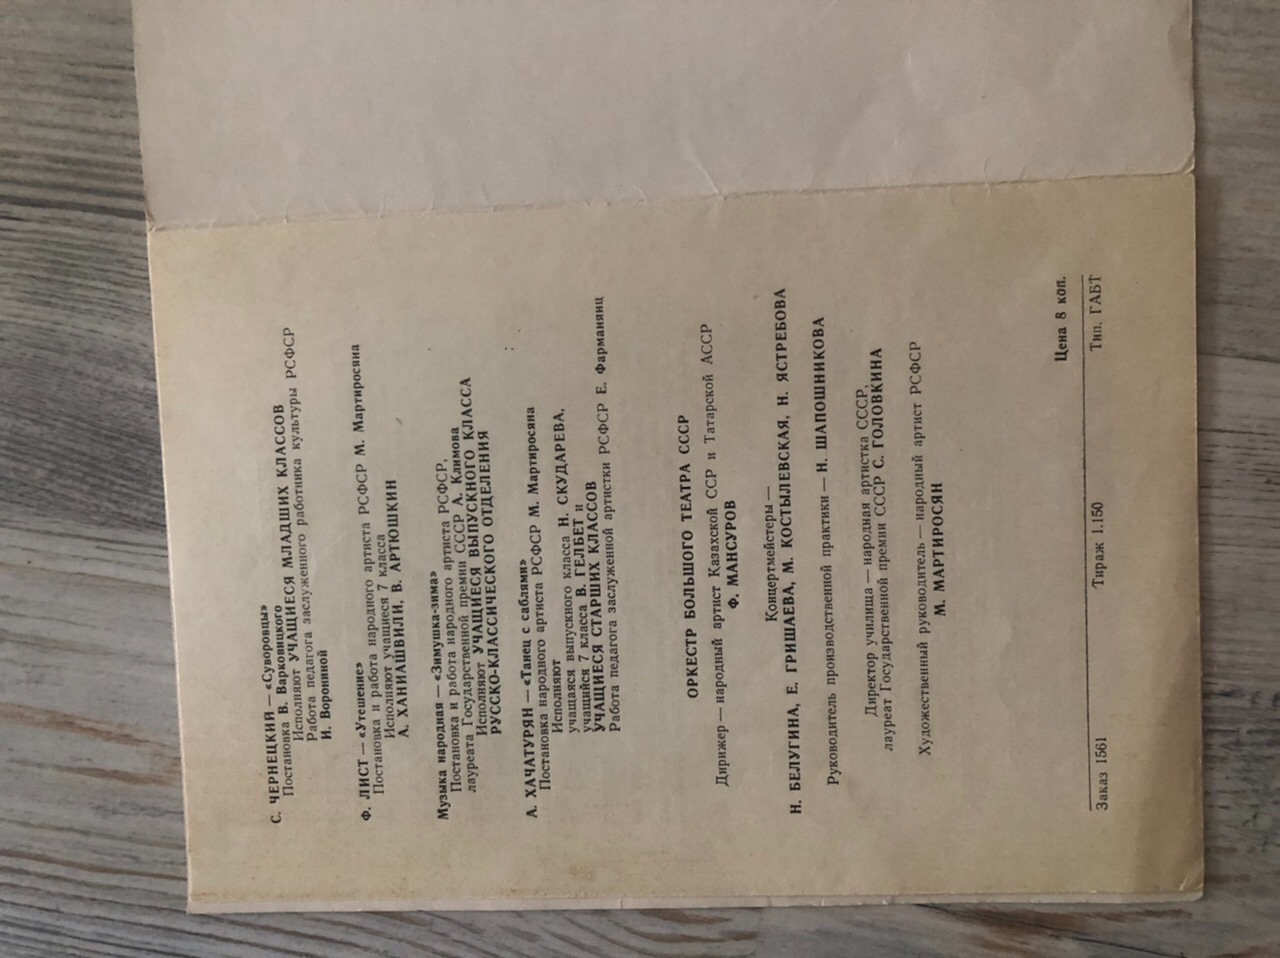 С. ЧЕРНЕЦКИЙ — «Суворовцы»
Постановка В. Варковицкого
Исполняют УЧАЩИЕСЯ МЛАДШИХ КЛАССОВ
Работа педагога заслуженного работника культуры РСФСР
И. Ворониной
Ф. ЛИСТ — «Утешение»
Постановка и работа народного артиста РСФСР М. Мартиросяна
Исполняют учащиеся 7 класса
А. ХАНИАШВИЛИ, В. АРТЮШКИН
Музыка народная — «Зимушка-зима»
Постановка и работа народного артиста РСФСР,
лауреата Государственной премии СССР А. Климова
Исполняют УЧАЩИЕСЯ ВЫПУСКНОГО КЛАССА
РУССКО-КЛАССИЧЕСКОГО ОТДЕЛЕНИЯ
А. ХАЧАТУРЯН — «Танец с саблями»
Постановка народного артиста РСФСР М. Мартиросяна
Исполняют
учащаяся выпускного класса Н. СКУДАРЕВА,
учащийся 7 класса В. ГЕЛБЕТ и
УЧАЩИЕСЯ СТАРШИХ КЛАССОВ
Работа педагога заслуженной артистки РСФСР Е. Фарманянц
ОРКЕСТР БОЛЬШОГО ТЕАТРА СССР
Дирижер — народный артист Казахской ССР и Татарской АССР
Ф. МАНСУРОВ
Концертмейстеры —
Н. БЕЛУГИНА, Е. ГРИШАЕВА, М. КОСТЫЛЕВСКАЯ, Н. ЯСТРЕБОВА
Руководитель производственной практики — Н. ШАПОШНИКОВА
Директор училища — народная артистка СССР,
лауреат Государственной премии СССР С. ГОЛОВКИНА
Художественный руководитель — народный артист РСФСР
М. МАРТИРОСЯН
Цена 8 коп.
Заказ 1561 Тираж 1.150 Тип. ГАБТ